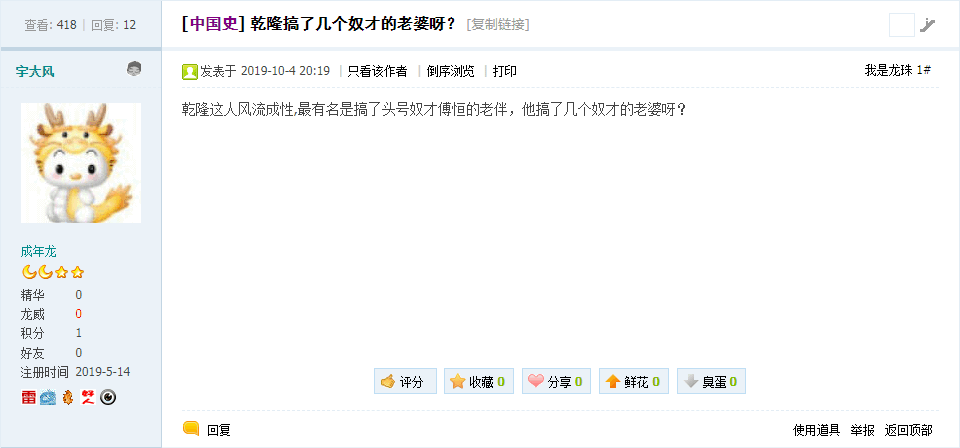 查看: 418 | 回复: 12
[中国史] 乾隆搞了几个奴才的老婆呀？ [复制链接]
宇大风
发表于 2019-10-4 20:19 | 只看该作者 | 倒序浏览 | 打印
我是龙珠 1#
乾隆这人风流成性,最有名是搞了头号奴才傅恒的老伴，他搞了几个奴才的老婆呀？
成年龙
精华 0
龙威 0
积分 1
好友 0
注册时间 2019-5-14
雷
评分 收藏 0 分享 0 鲜花 0 臭蛋 0
回复
使用道具 举报 返回顶部